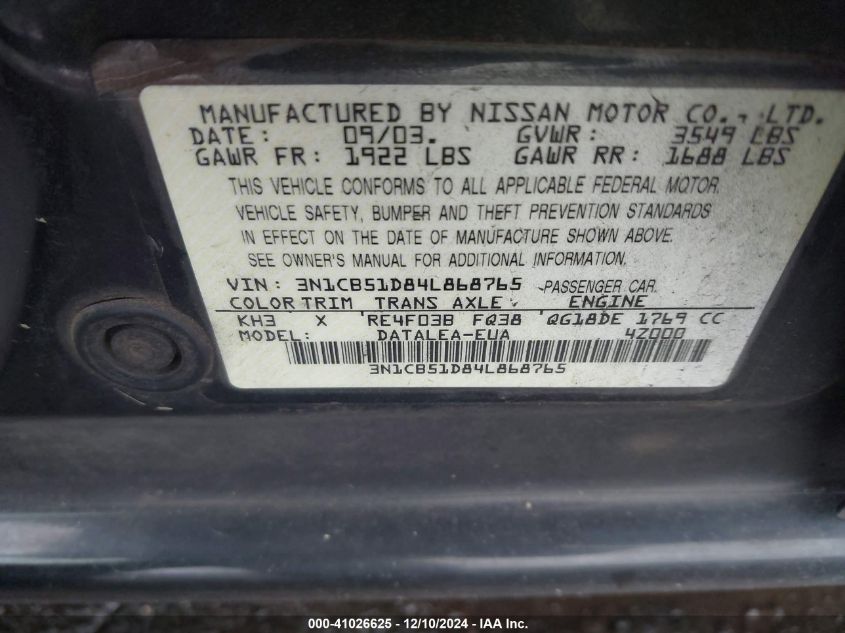 MANUFACTURED BY NISSAN MOTOR CO., LTD.
DATE: 09/03. GVWR: 3549 LBS
GAWR FR: 1922 LBS GAWR RR: 1688 LBS
THIS VEHICLE CONFORMS TO ALL APPLICABLE FEDERAL MOTOR
VEHICLE SAFETY, BUMPER AND THEFT PREVENTION STANDARDS
IN EFFECT ON THE DATE OF MANUFACTURE SHOWN ABOVE.
SEE OWNER'S MANUAL FOR ADDITIONAL INFORMATION.
VIN: 3N1CB51D84L868765 PASSENGER CAR
COLOR TRIM TRANS AXLE ENGINE
KH3 X RE4F03B FQ38 QG18DE 1769 CC
MODEL: DATALEA-EUA 4Z000
3N1CB51D84L868765
000-41026625 - 12/10/2024 - IAA Holdings, LLC.